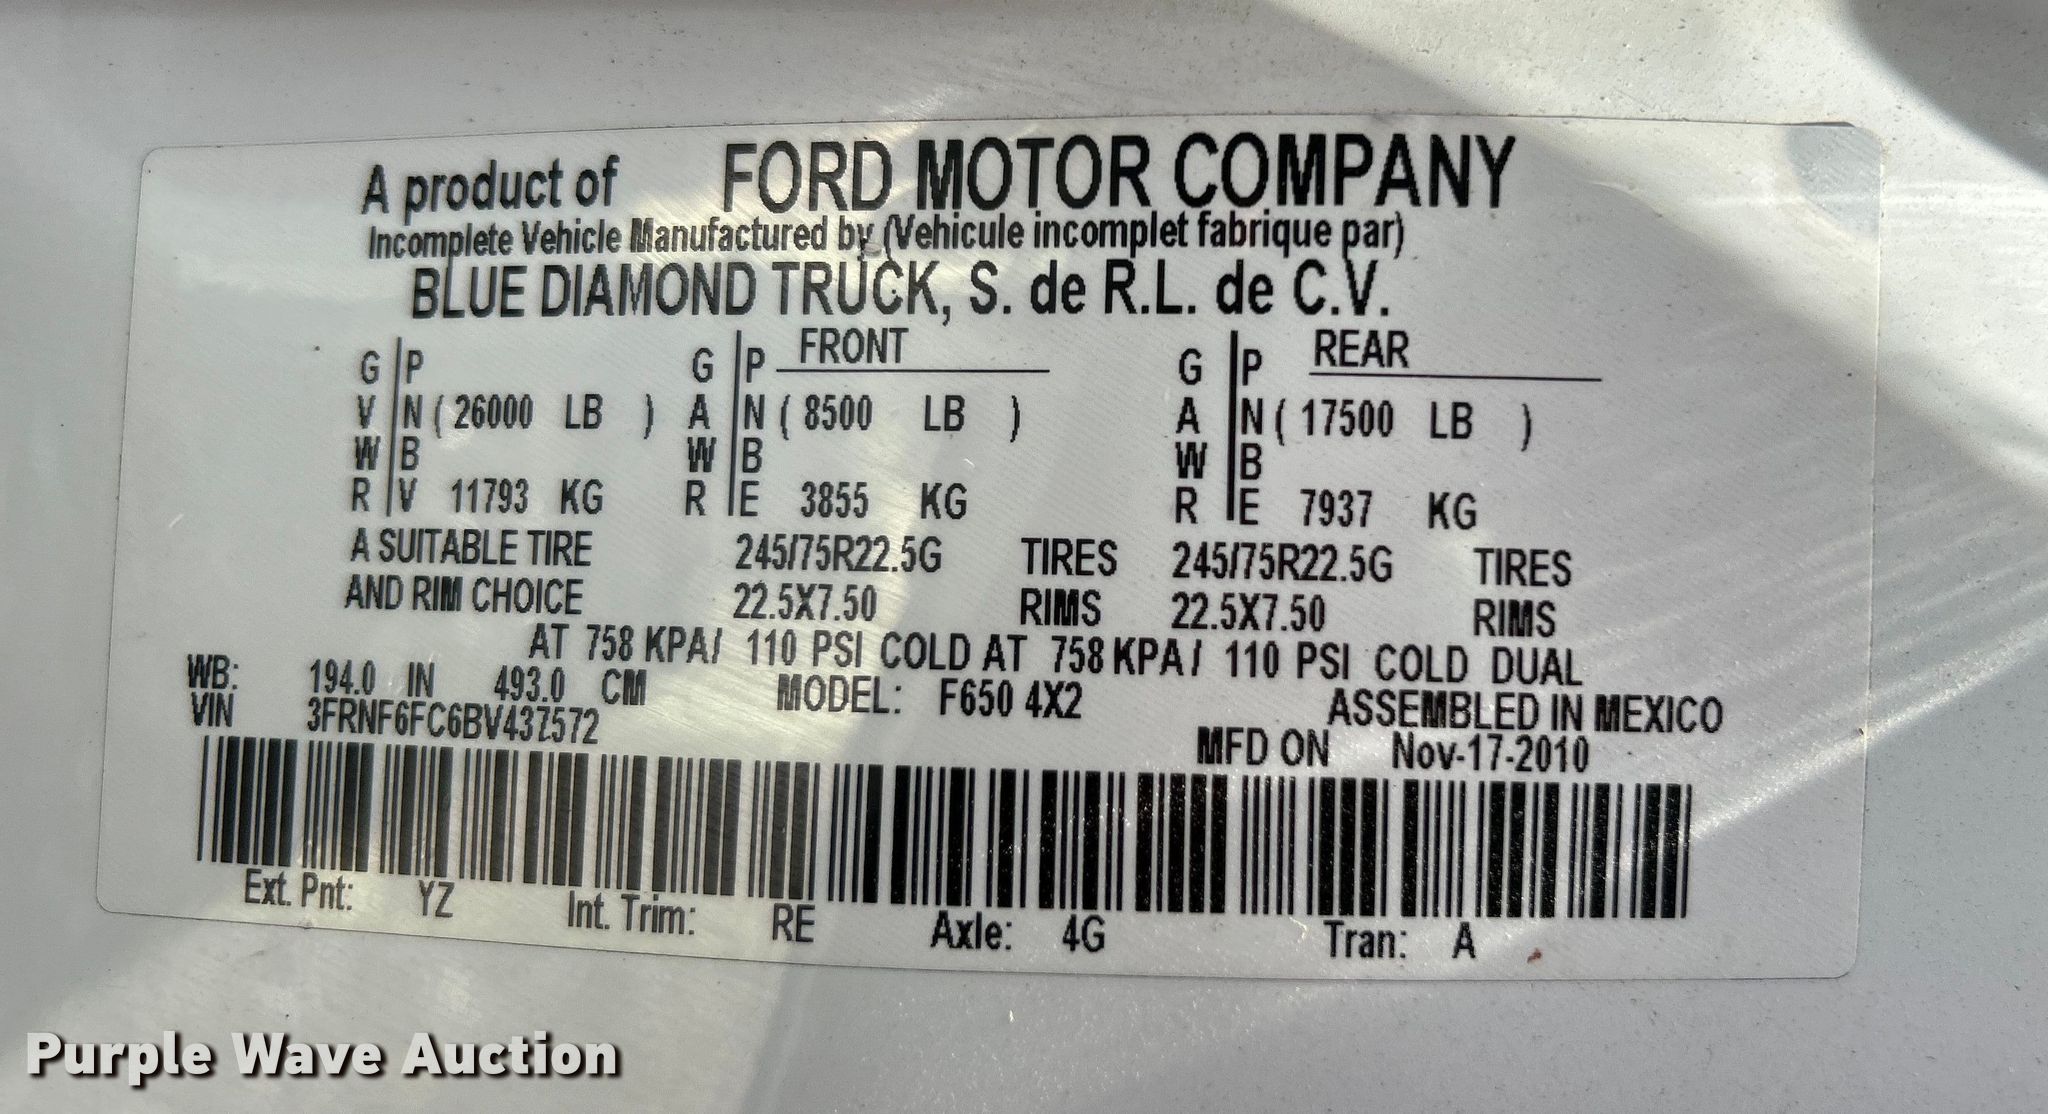 A product of FORD MOTOR COMPANY
Incomplete Vehicle Manufactured by (Vehicule incomplet fabrique par)
BLUE DIAMOND TRUCK, S. de R.L. de C.V.
G P G P FRONT G P REAR
V N ( 26000 LB ) A N ( 8500 LB ) A N ( 17500 LB )
W B W B W B
R V 11793 KG R E 3855 KG R E 7937 KG
A SUITABLE TIRE 245/75R22.5G TIRES 245/75R22.5G TIRES
AND RIM CHOICE 22.5X7.50 RIMS 22.5X7.50 RIMS
AT 758 KPA/ 110 PSI COLD AT 758 KPA/ 110 PSI COLD DUAL
WB: 194.0 IN 493.0 CM MODEL: F650 4X2 ASSEMBLED IN MEXICO
VIN 3FRNF6FC6BV437572 MFD ON Nov-17-2010
Ext. Pnt: YZ Int. Trim: RE Axle: 4G Tran: A
Purple Wave Auction